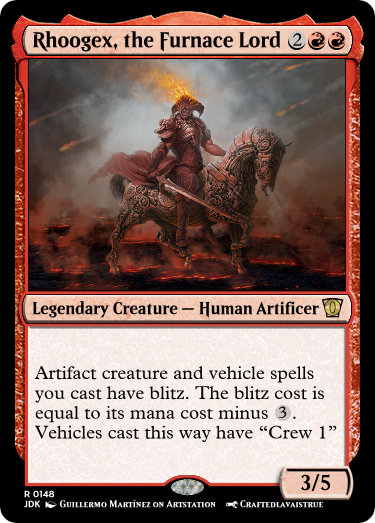 Rhoogex, the Furnace Lord 2
Legendary Creature — Human Artificer
Artifact creature and vehicle spells
you cast have blitz. The blitz cost is
equal to its mana cost minus 3.
Vehicles cast this way have “Crew 1”
3/5
R 0148
JDK Guillermo Martínez on Artstation Craftedlavaistrue